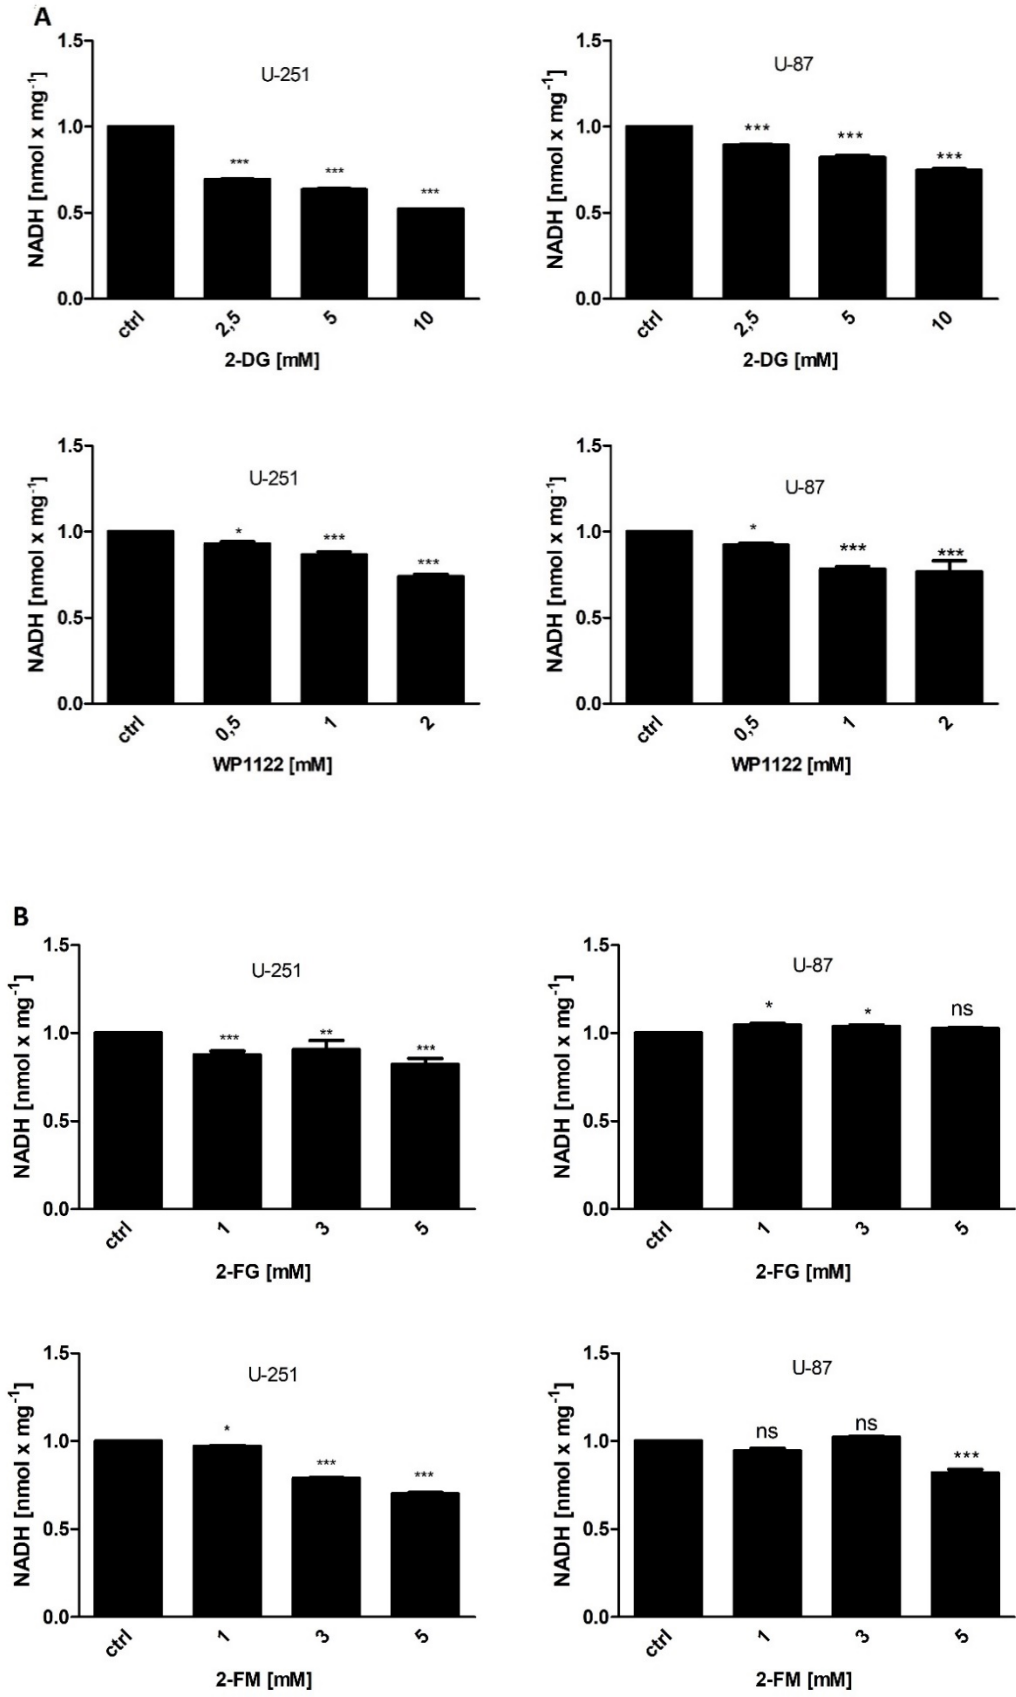 A
U-251
NADH [nmol x mg-1]
1.5
1.0
0.5
0.0
***
***
***
ctrl
2,5
5
10
2-DG [mM]
U-87
NADH [nmol x mg-1]
1.5
1.0
0.5
0.0
***
***
***
ctrl
2,5
5
10
2-DG [mM]
U-251
NADH [nmol x mg-1]
1.5
1.0
0.5
0.0
*
***
***
ctrl
0,5
1
2
WP1122 [mM]
U-87
NADH [nmol x mg-1]
1.5
1.0
0.5
0.0
*
***
***
ctrl
0,5
1
2
WP1122 [mM]
B
U-251
NADH [nmol x mg-1]
1.5
1.0
0.5
0.0
***
**
***
ctrl
1
3
5
2-FG [mM]
U-87
NADH [nmol x mg-1]
1.5
1.0
0.5
0.0
*
*
ns
ctrl
1
3
5
2-FG [mM]
U-251
NADH [nmol x mg-1]
1.5
1.0
0.5
0.0
*
***
***
ctrl
1
3
5
2-FM [mM]
U-87
NADH [nmol x mg-1]
1.5
1.0
0.5
0.0
ns
ns
***
ctrl
1
3
5
2-FM [mM]